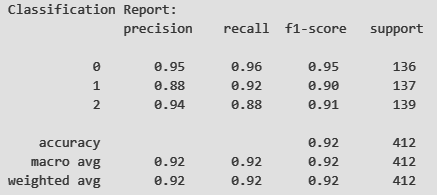 Classification Report:
precision recall f1-score support
0 0.95 0.96 0.95 136
1 0.88 0.92 0.90 137
2 0.94 0.88 0.91 139
accuracy 0.92 412
macro avg 0.92 0.92 0.92 412
weighted avg 0.92 0.92 0.92 412